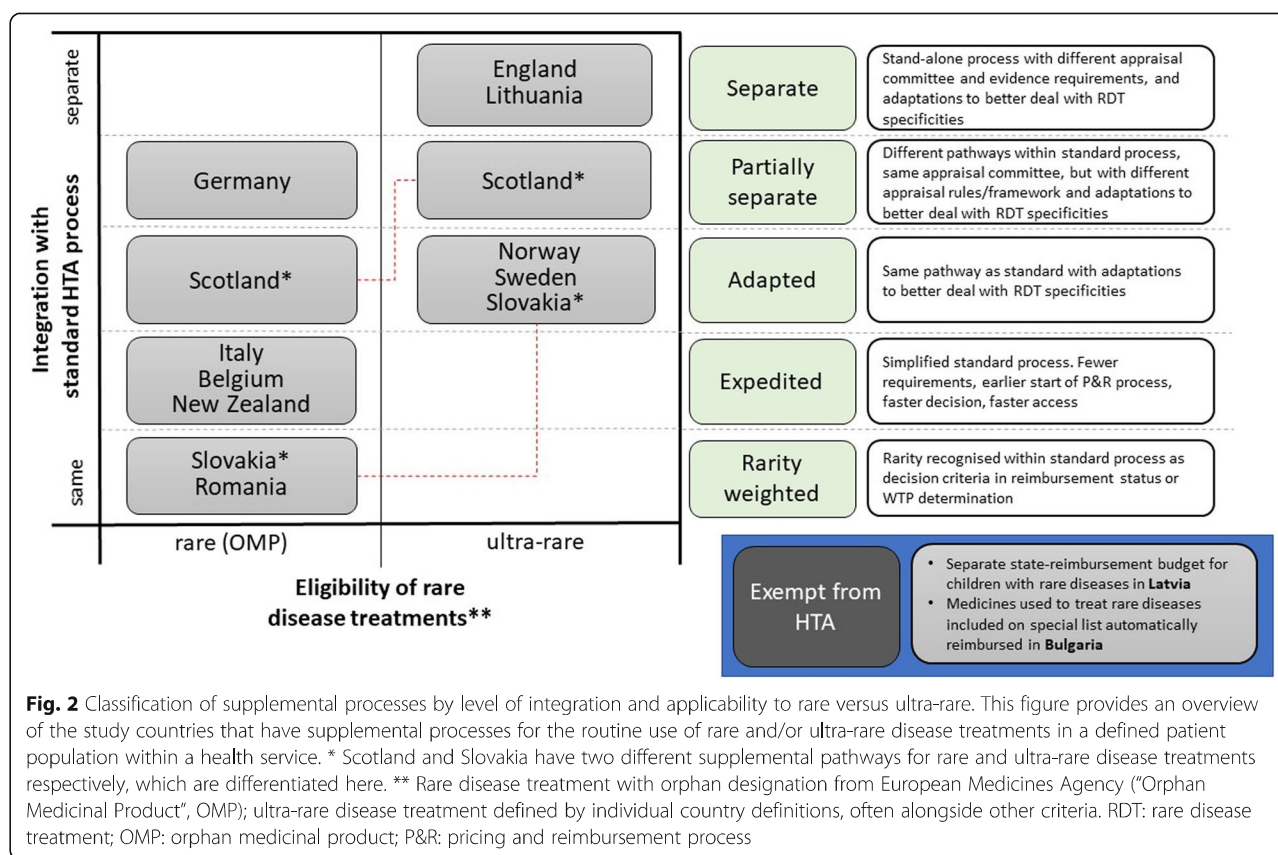 Integration with
standard HTA process
separate
same
England
Lithuania
Separate
Stand-alone process with different appraisal
committee and evidence requirements, and
adaptations to better deal with RDT
specificities
Germany
Scotland*
Partially
separate
Different pathways within standard process,
same appraisal committee, but with different
appraisal rules/framework and adaptations to
better deal with RDT specificities
Scotland*
Norway
Sweden
Slovakia*
Adapted
Same pathway as standard with adaptations
to better deal with RDT specificities
Italy
Belgium
New Zealand
Expedited
Simplified standard process. Fewer
requirements, earlier start of P&R process,
faster decision, faster access
Slovakia*
Romania
Rarity
weighted
Rarity recognised within standard process as
decision criteria in reimbursement status or
WTP determination
rare (OMP)
ultra-rare
Eligibility of rare
disease treatments**
Exempt from
HTA
• Separate state-reimbursement budget for
children with rare diseases in Latvia
• Medicines used to treat rare diseases
included on special list automatically
reimbursed in Bulgaria
Fig. 2 Classification of supplemental processes by level of integration and applicability to rare versus ultra-rare. This figure provides an overview
of the study countries that have supplemental processes for the routine use of rare and/or ultra-rare disease treatments in a defined patient
population within a health service. * Scotland and Slovakia have two different supplemental pathways for rare and ultra-rare disease treatments
respectively, which are differentiated here. ** Rare disease treatment with orphan designation from European Medicines Agency (“Orphan
Medicinal Product”, OMP); ultra-rare disease treatment defined by individual country definitions, often alongside other criteria. RDT: rare disease
treatment; OMP: orphan medicinal product; P&R: pricing and reimbursement process